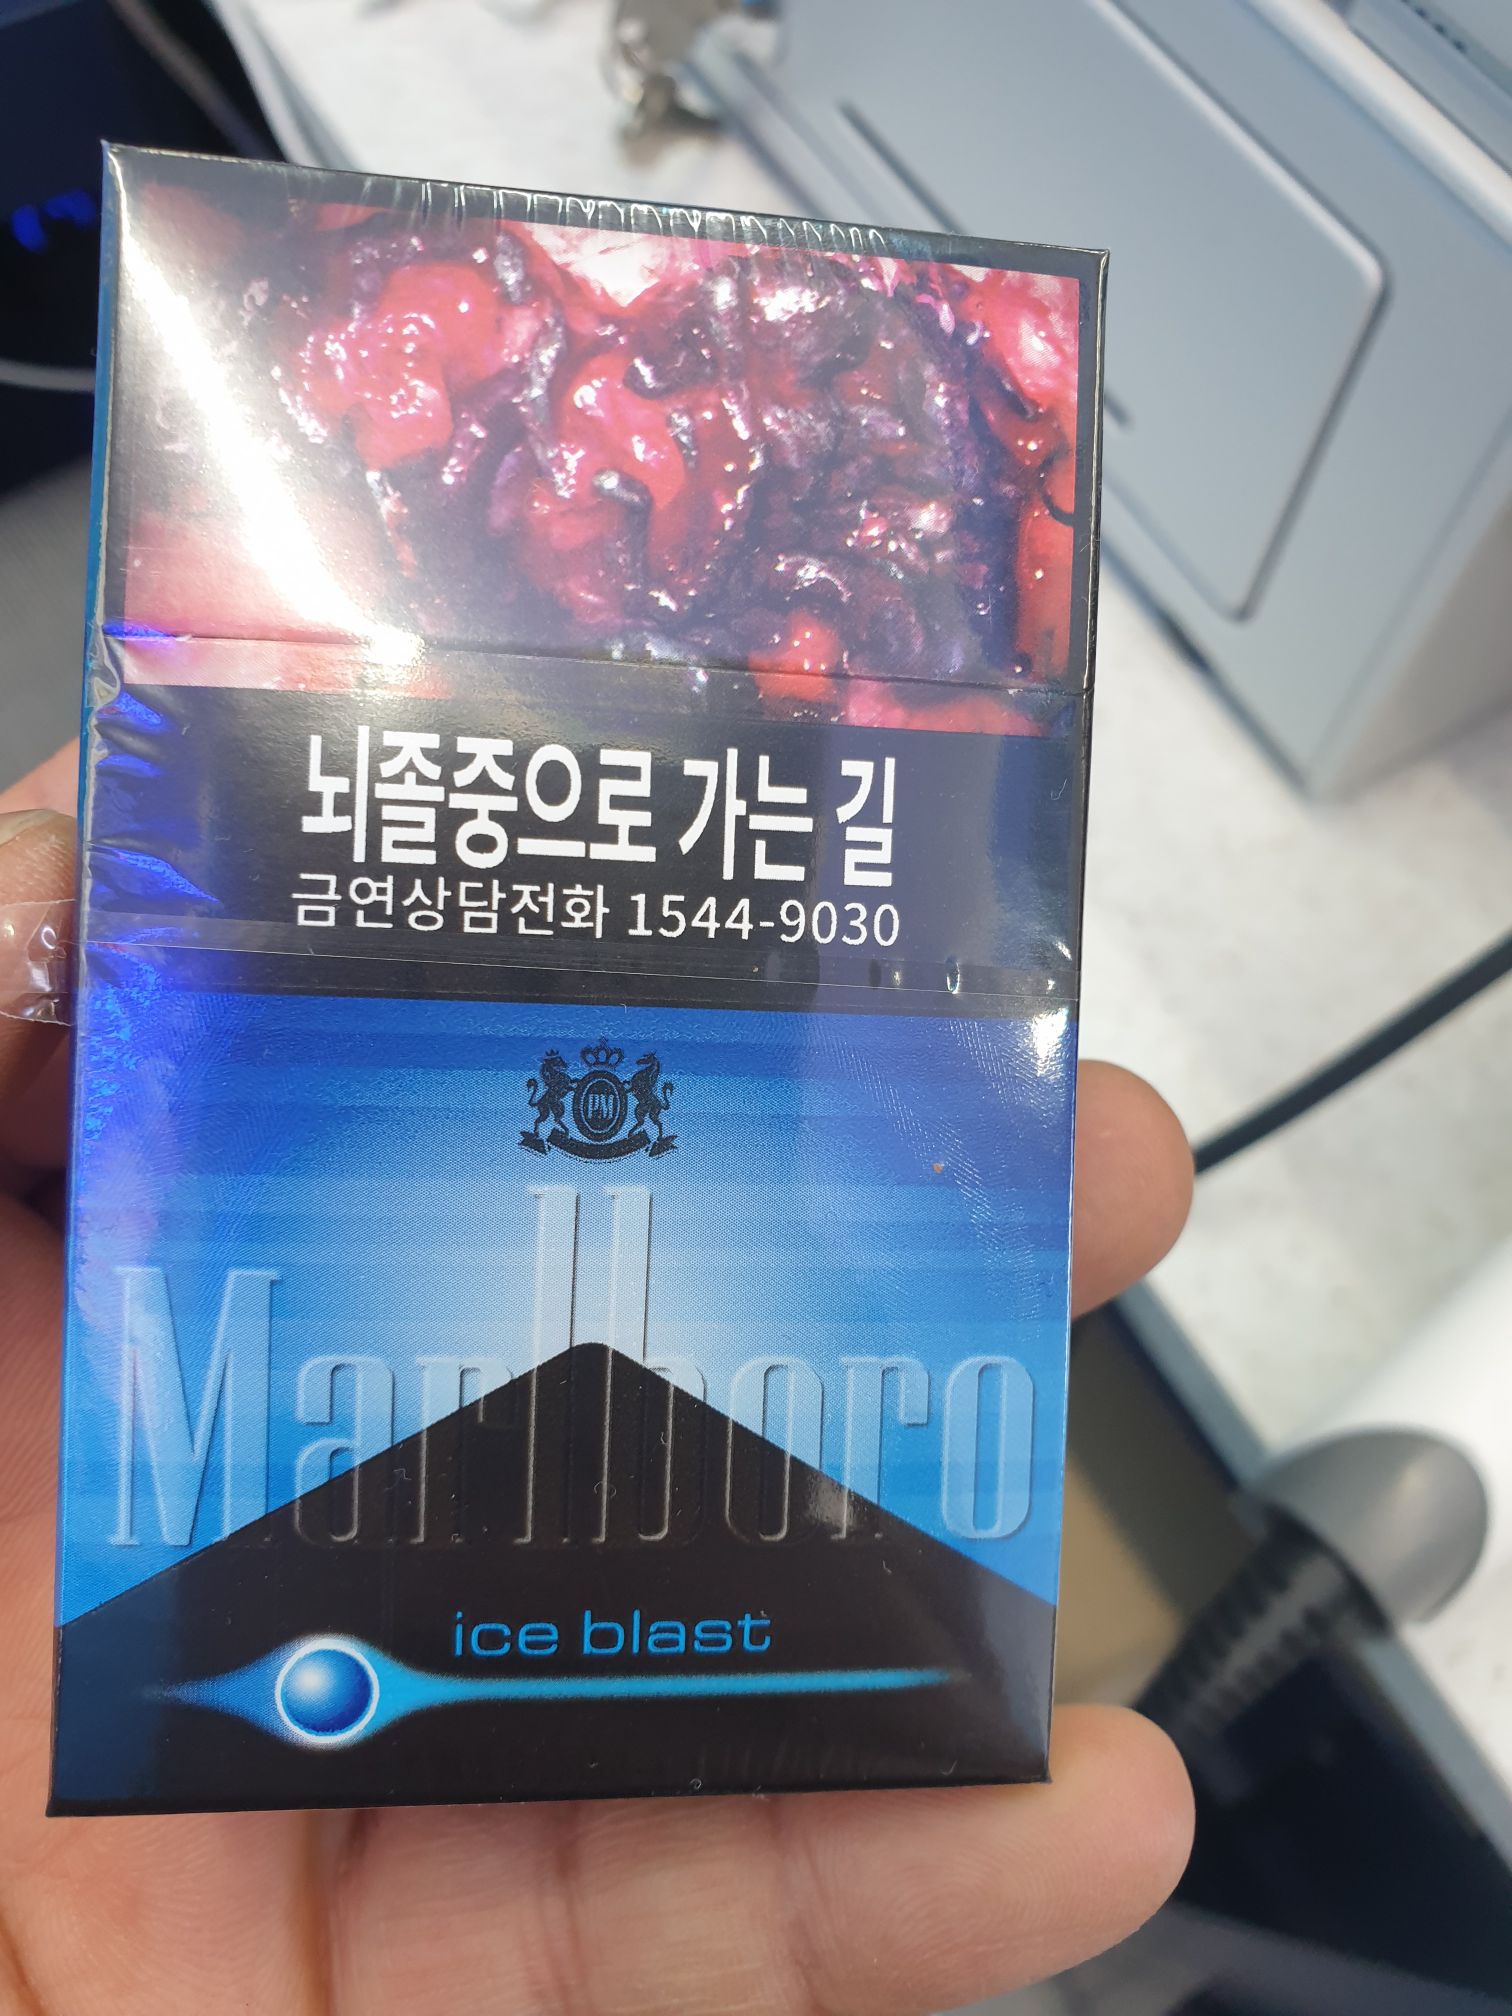 뇌졸중으로 가는 길
금연상담전화 1544-9030
PM
Marlboro
ice blast